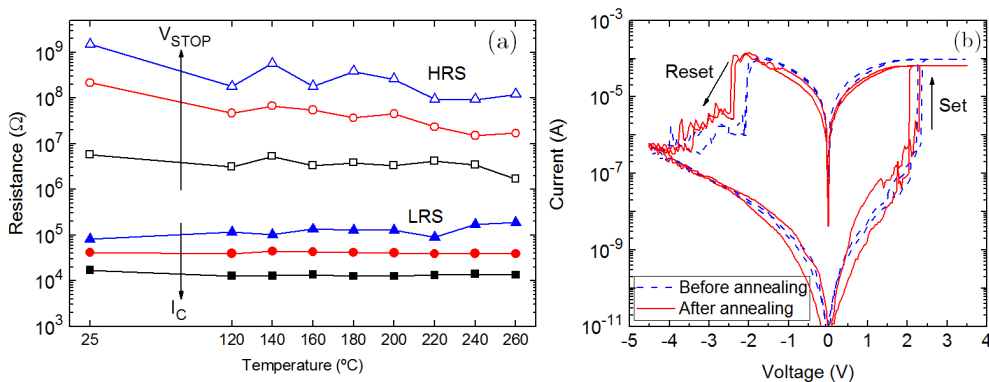 (a)
V_STOP
HRS
LRS
I_C
Resistance (Ω)
10^9
10^8
10^7
10^6
10^5
10^4
10^3
25 120 140 160 180 200 220 240 260
Temperature (ºC)
(b)
Reset
Set
Before annealing
After annealing
Current (A)
10^-3
10^-5
10^-7
10^-9
10^-11
-5 -4 -3 -2 -1 0 1 2 3 4
Voltage (V)